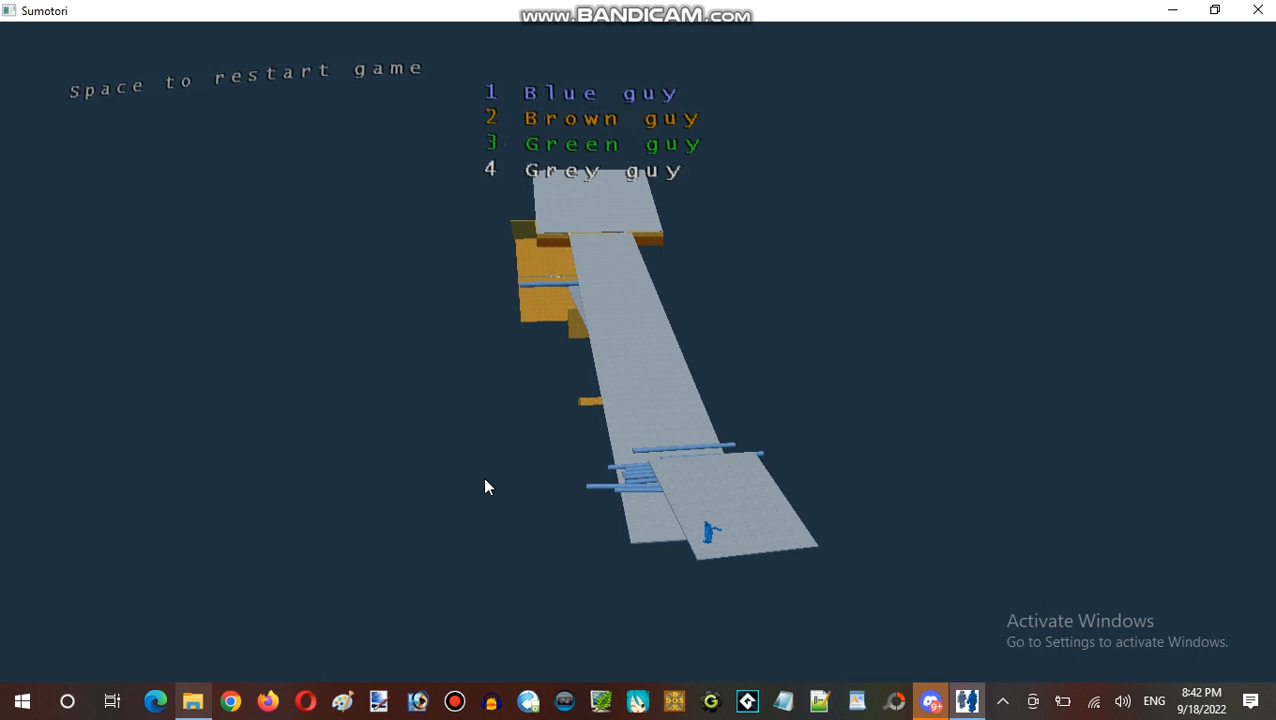 Sumotori
www.BANDICAM.com
Space to restart game
1 Blue guy
2 Brown guy
3 Green guy
4 Grey guy
Activate Windows
Go to Settings to activate Windows.
ENG
8:42 PM
9/18/2022